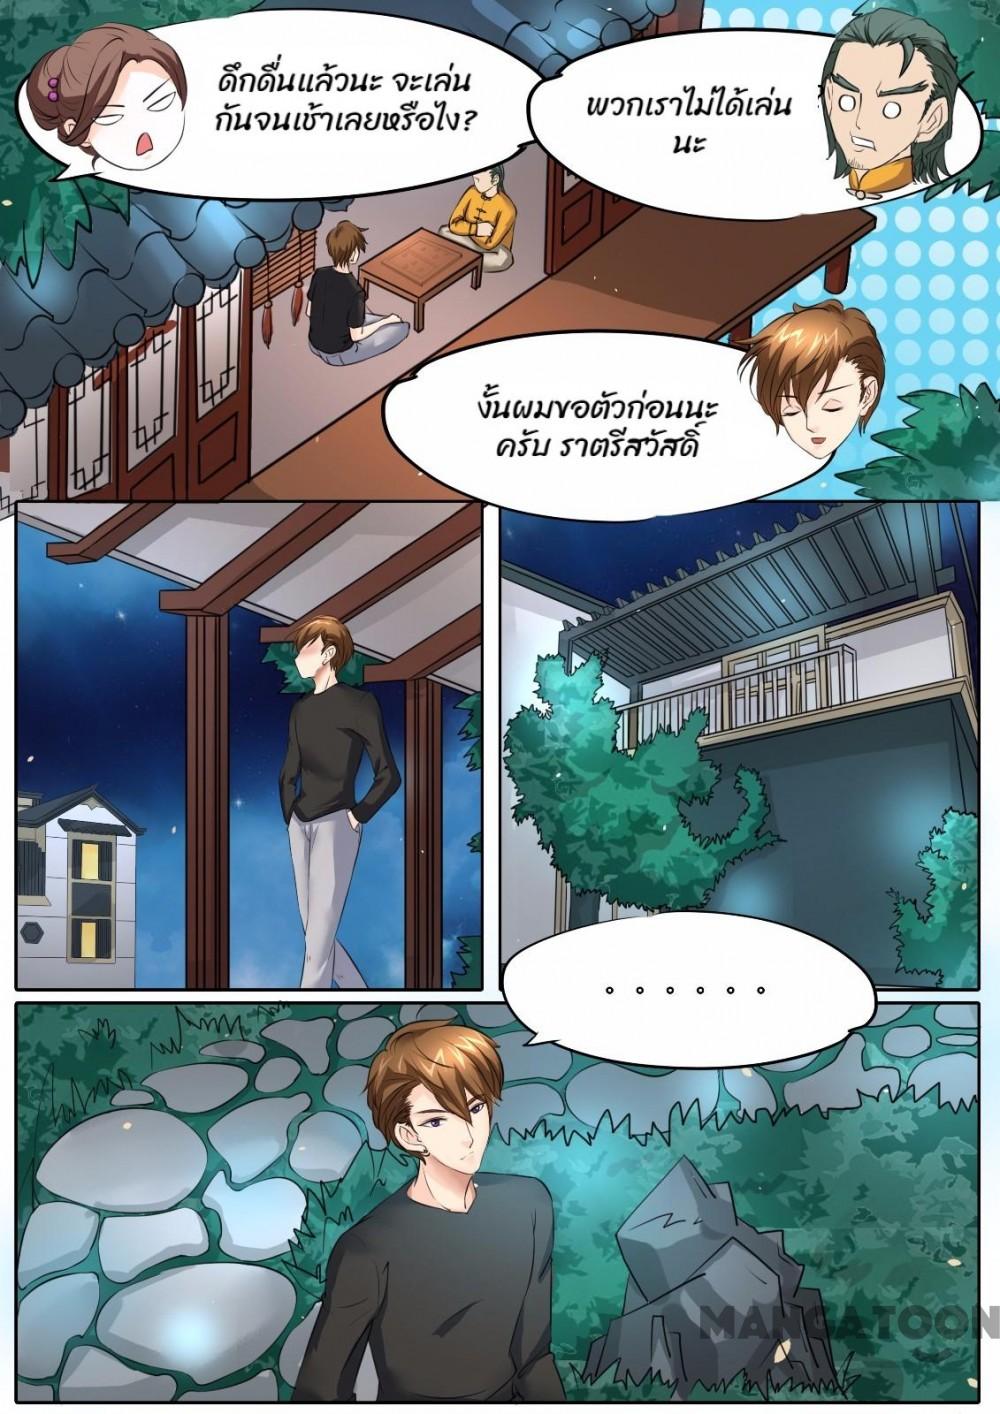 ดึกดื่นแล้วนะ จะเล่น
กันจนเช้าเลยหรือไง?
พวกเราไม่ได้เล่น
นะ
งั้นผมขอตัวก่อนนะ
ครับ ราตรีสวัสดิ์
。。。。。。
MANGATOON